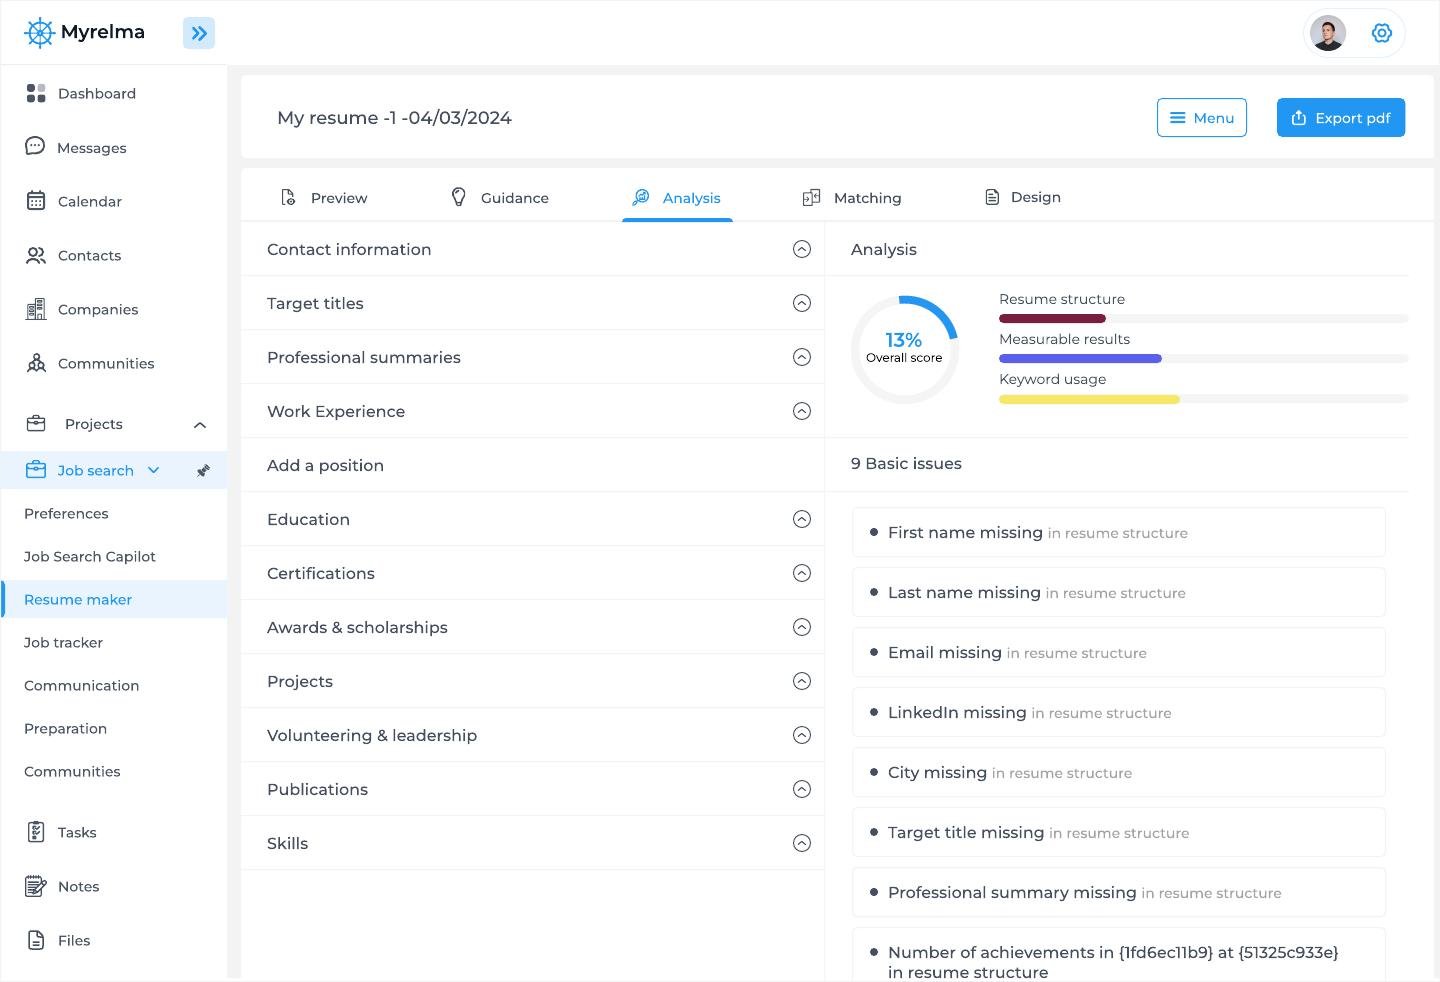 Myrelma
Dashboard
Messages
Calendar
Contacts
Companies
Communities
Projects
Job search
Preferences
Job Search Capilot
Resume maker
Job tracker
Communication
Preparation
Communities
Tasks
Notes
Files
My resume -1 -04/03/2024
Menu
Export pdf
Preview
Guidance
Analysis
Matching
Design
Contact information
Target titles
Professional summaries
Work Experience
Add a position
Education
Certifications
Awards & scholarships
Projects
Volunteering & leadership
Publications
Skills
Analysis
13%
Overall score
Resume structure
Measurable results
Keyword usage
9 Basic issues
First name missing in resume structure
Last name missing in resume structure
Email missing in resume structure
LinkedIn missing in resume structure
City missing in resume structure
Target title missing in resume structure
Professional summary missing in resume structure
Number of achievements in {1fd6ec11b9} at {51325c933e}
in resume structure